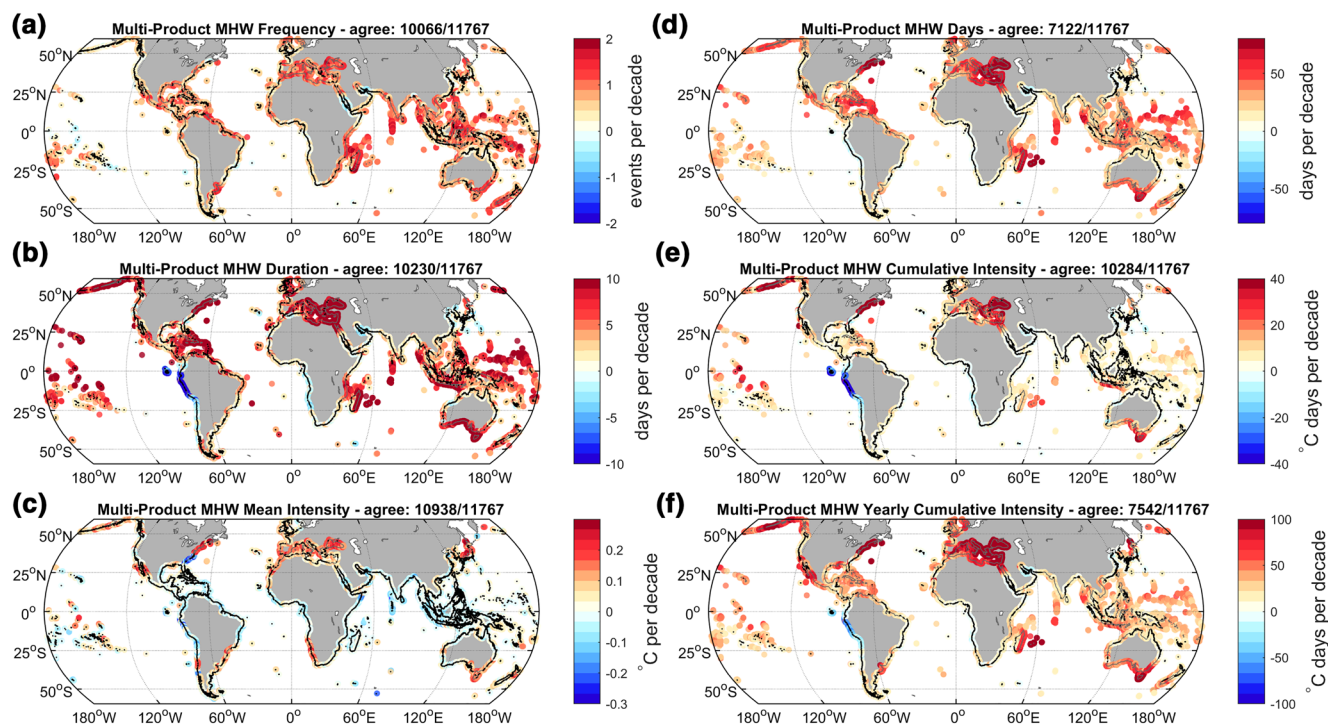 (a)
Multi-Product MHW Frequency - agree: 10066/11767
50°N
25°N
0°
25°S
50°S
180°W 120°W 60°W 0° 60°E 120°E 180°W
2
1
0
-1
-2
events per decade
(b)
Multi-Product MHW Duration - agree: 10230/11767
50°N
25°N
0°
25°S
50°S
180°W 120°W 60°W 0° 60°E 120°E 180°W
10
5
0
-5
-10
days per decade
(c)
Multi-Product MHW Mean Intensity - agree: 10938/11767
50°N
25°N
0°
25°S
50°S
180°W 120°W 60°W 0° 60°E 120°E 180°W
0.2
0.1
0
-0.1
-0.2
-0.3
°C per decade
(d)
Multi-Product MHW Days - agree: 7122/11767
50°N
25°N
0°
25°S
50°S
180°W 120°W 60°W 0° 60°E 120°E 180°W
50
0
-50
days per decade
(e)
Multi-Product MHW Cumulative Intensity - agree: 10284/11767
50°N
25°N
0°
25°S
50°S
180°W 120°W 60°W 0° 60°E 120°E 180°W
40
20
0
-20
-40
°C days per decade
(f)
Multi-Product MHW Yearly Cumulative Intensity - agree: 7542/11767
50°N
25°N
0°
25°S
50°S
180°W 120°W 60°W 0° 60°E 120°E 180°W
100
50
0
-50
-100
°C days per decade